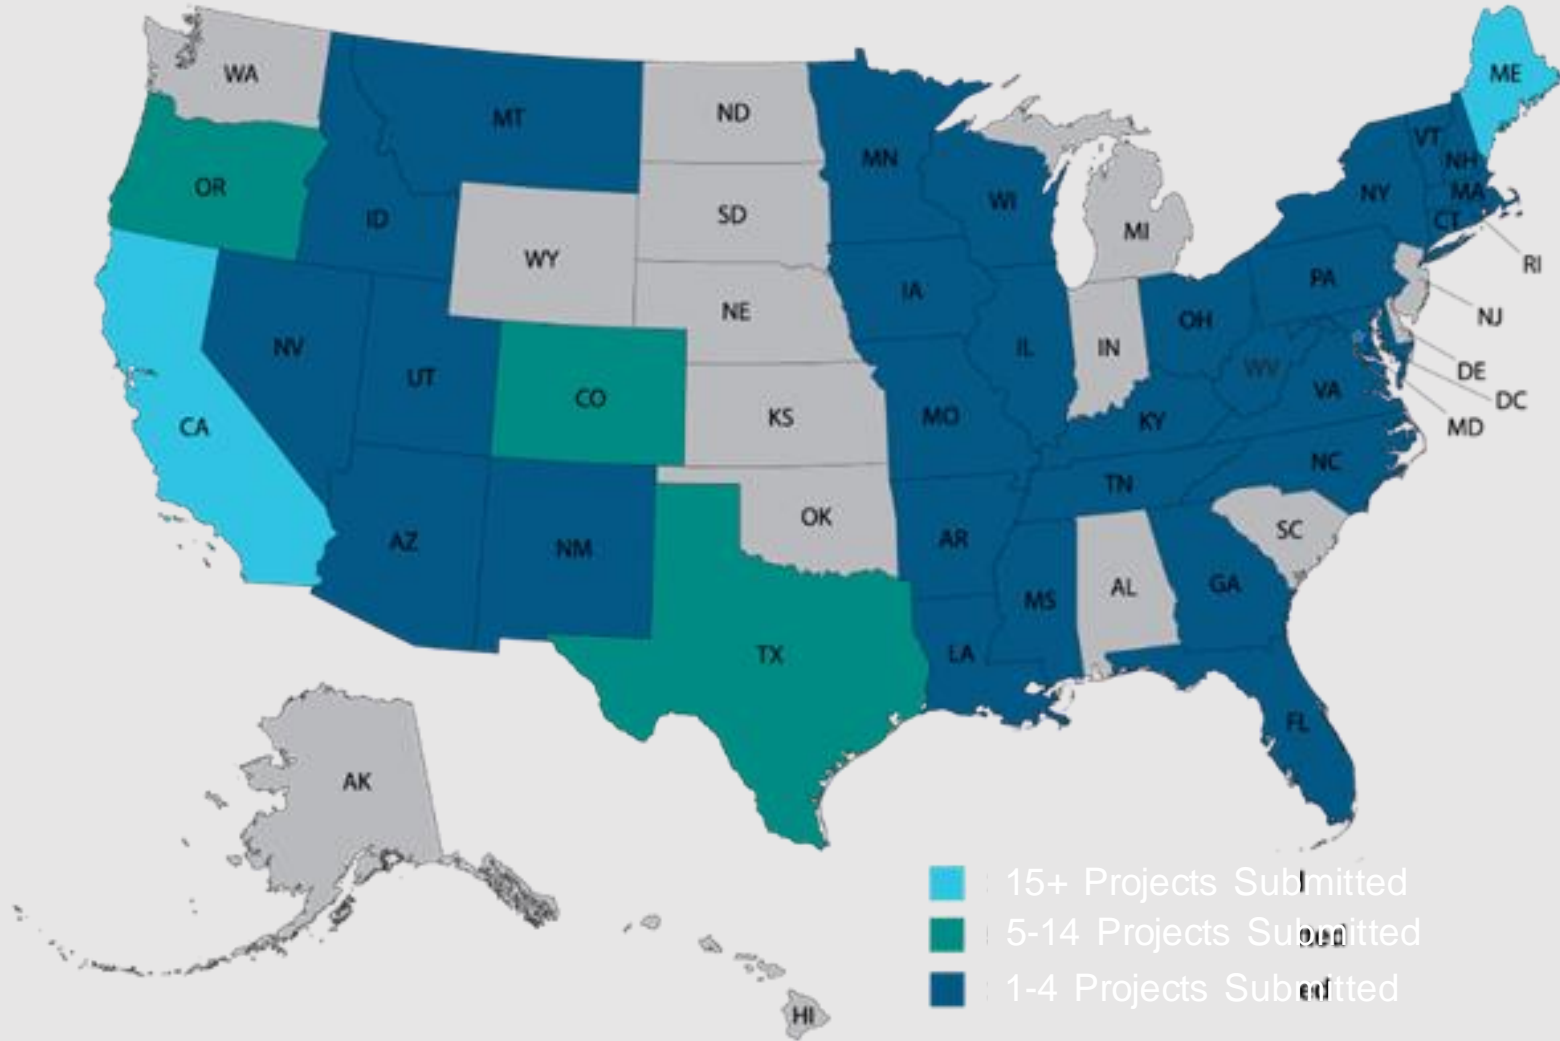 WA
MT
ND
MN
ME
OR
ID
SD
WI
MI
VT
NH
NY
MA
CT
RI
WY
NE
IA
PA
NJ
NV
UT
CO
KS
IL
IN
OH
WV
VA
DE
DC
MD
CA
MO
KY
NC
TN
AZ
NM
OK
AR
SC
MS
AL
GA
TX
LA
FL
AK
HI
15+ Projects Submitted
5-14 Projects Submitted
1-4 Projects Submitted